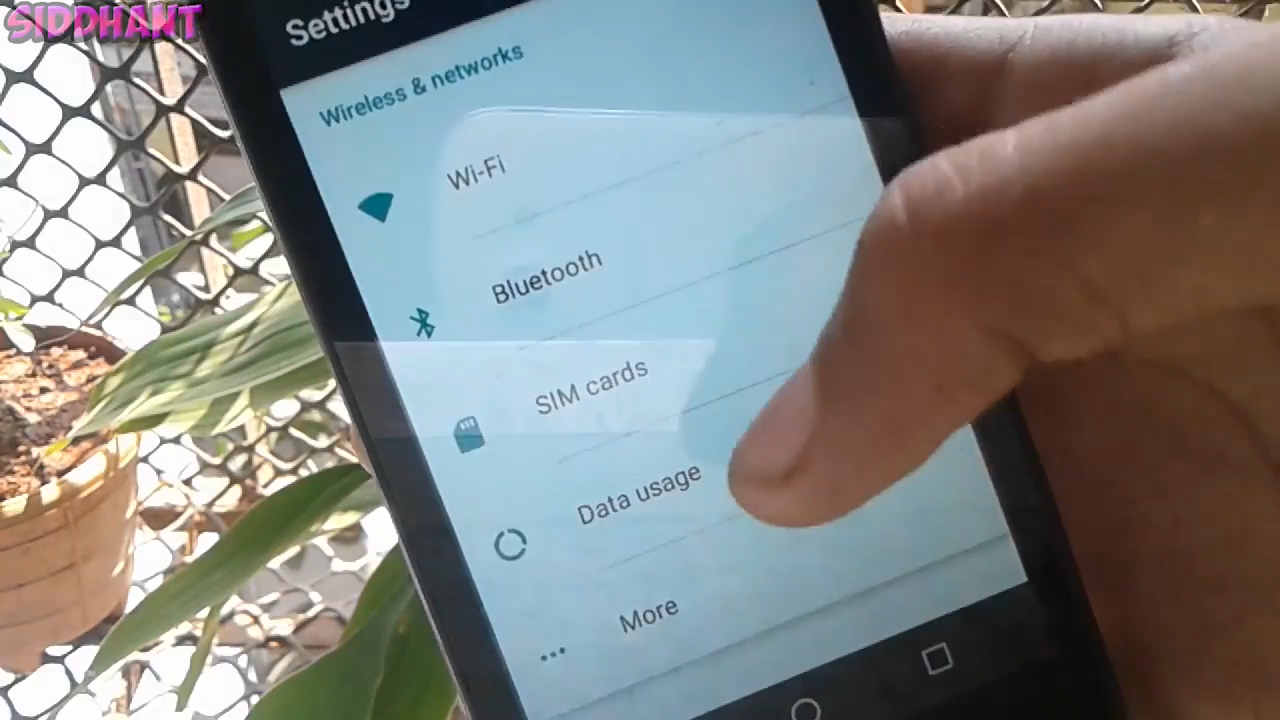 SIDDHANT
Settings
Wireless & networks
Wi-Fi
Bluetooth
SIM cards
Data usage
More